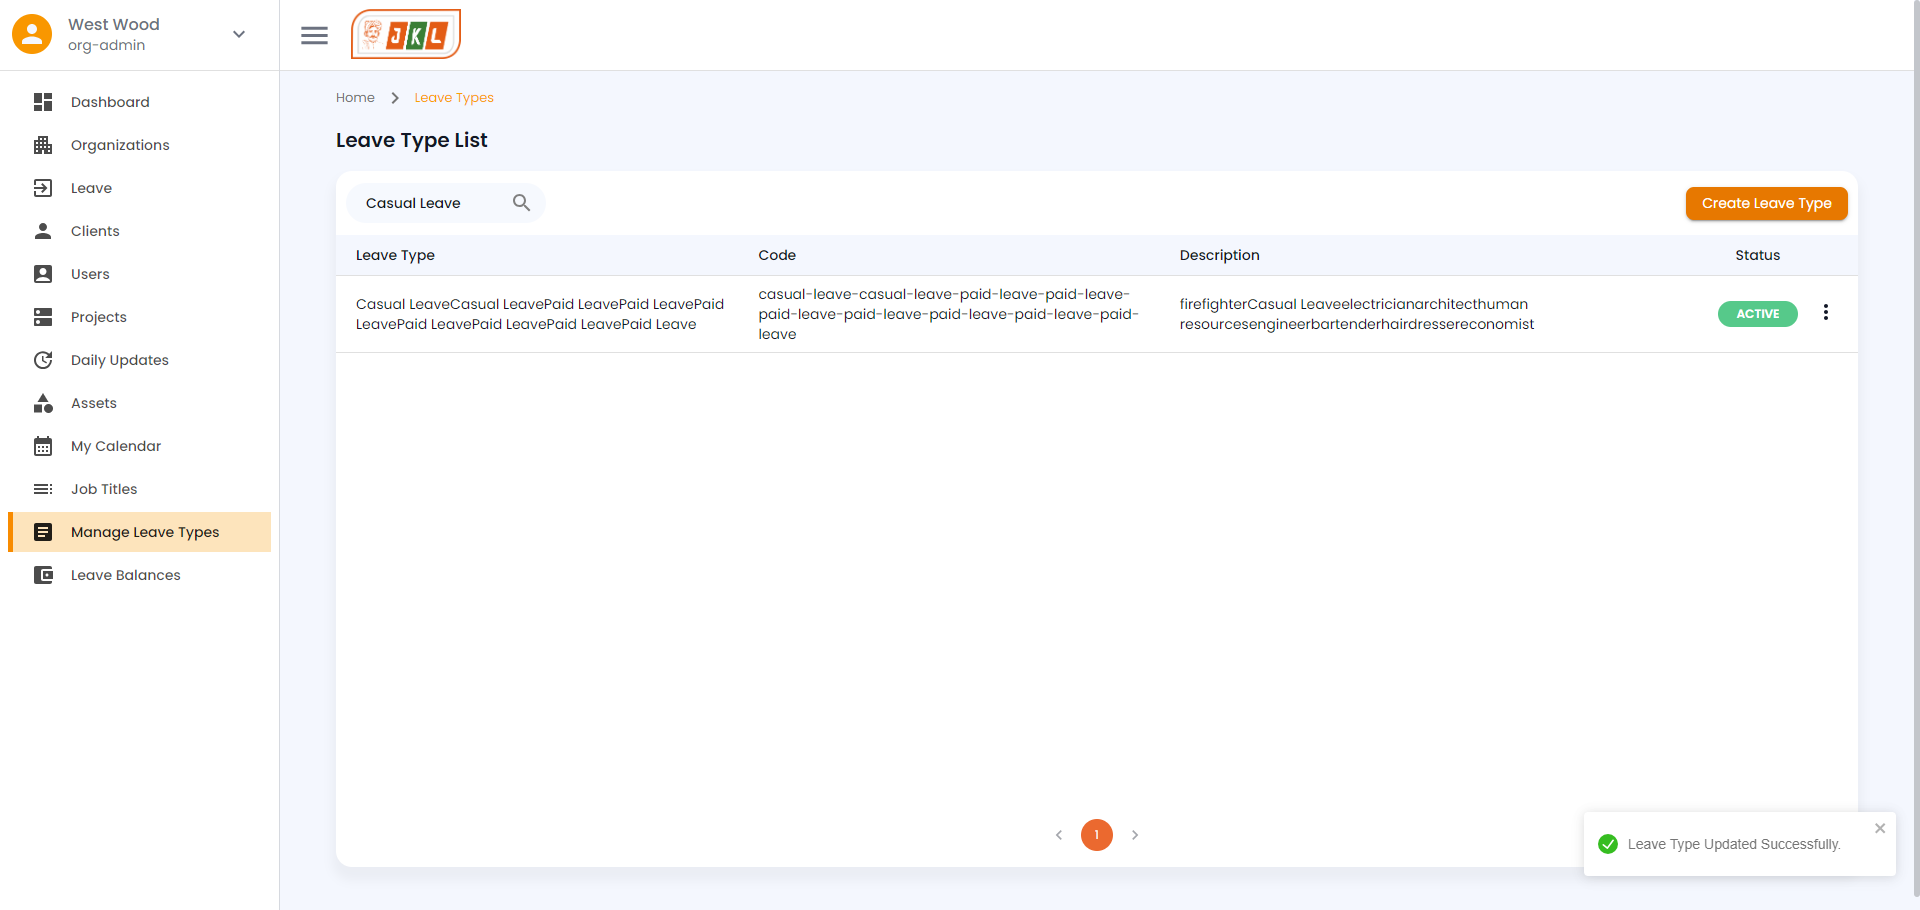 West Wood
org-admin
JKL
Dashboard
Organizations
Leave
Clients
Users
Projects
Daily Updates
Assets
My Calendar
Job Titles
Manage Leave Types
Leave Balances
Home
Leave Types
Leave Type List
Casual Leave
Create Leave Type
Leave Type
Code
Description
Status
Casual LeaveCasual LeavePaid LeavePaid LeavePaid
LeavePaid LeavePaid LeavePaid LeavePaid Leave
casual-leave-casual-leave-paid-leave-paid-leave-
paid-leave-paid-leave-paid-leave-paid-leave-paid-
leave
firefighterCasual Leaveelectricianarchitecthuman
resourcesengineerbartenderhairdressereconomist
ACTIVE
1
Leave Type Updated Successfully.